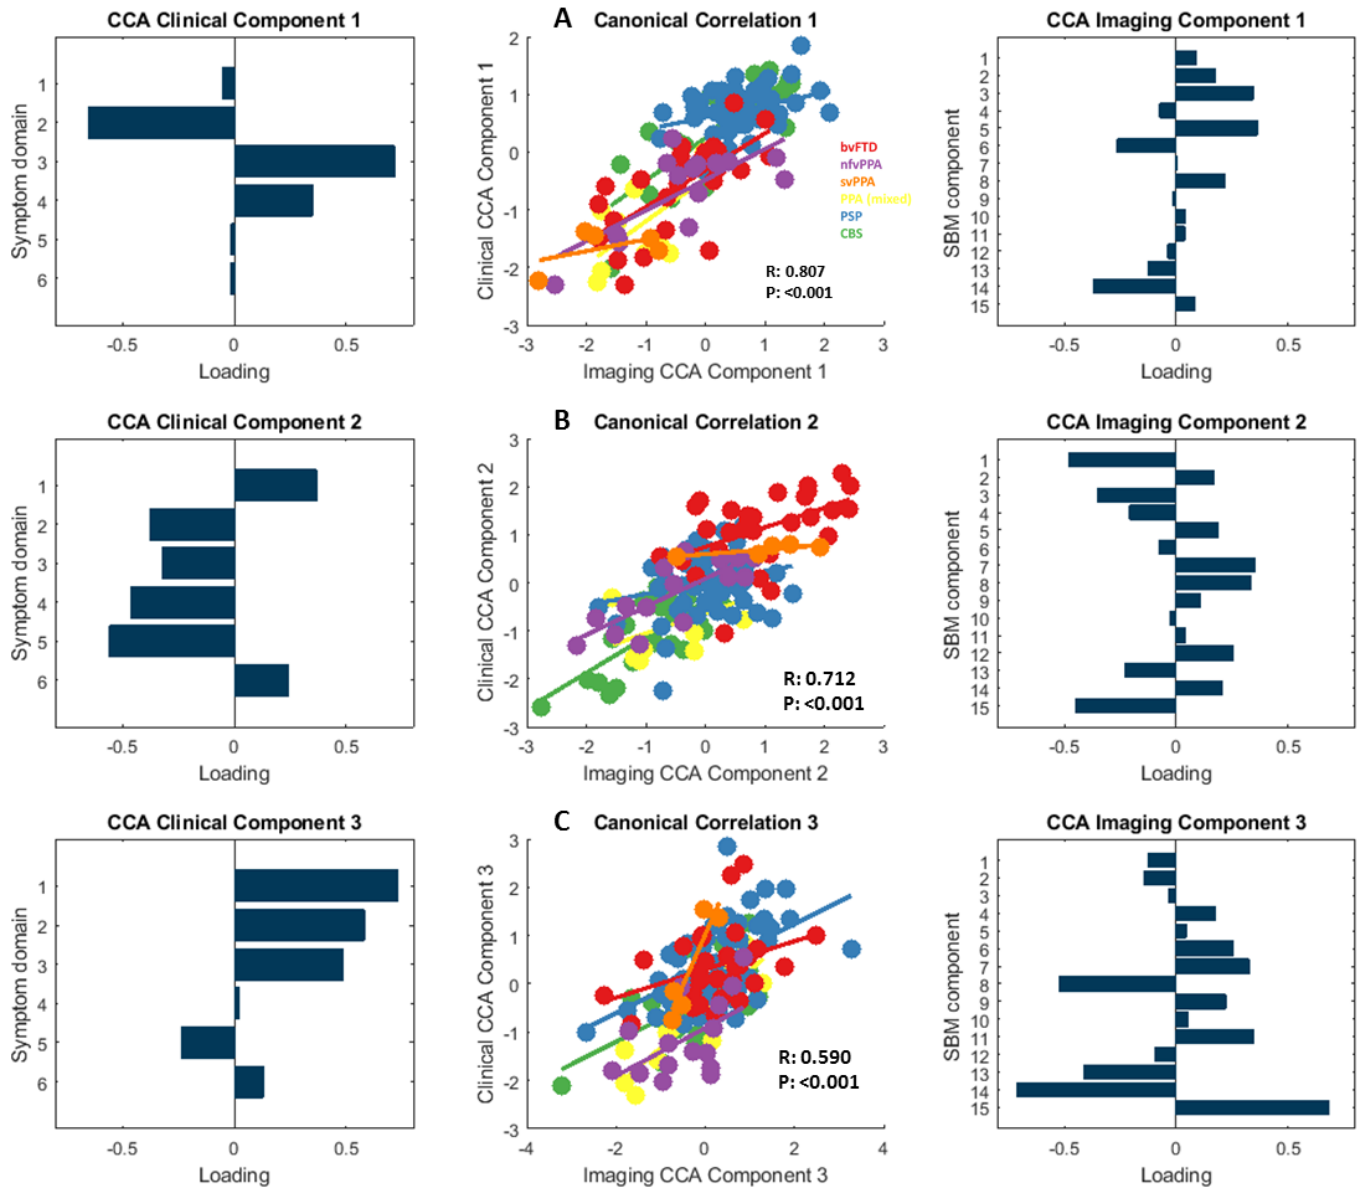 CCA Clinical Component 1
Symptom domain
1
2
3
4
5
6
-0.5
0
0.5
Loading
A
Canonical Correlation 1
Clinical CCA Component 1
2
1
0
-1
-2
-3
bvFTD
nfvPPA
svPPA
PPA (mixed)
PSP
CBS
R: 0.807
P: <0.001
-3
-2
-1
0
1
2
3
Imaging CCA Component 1
CCA Imaging Component 1
SBM component
1
2
3
4
5
6
7
8
9
10
11
12
13
14
15
-0.5
0
0.5
Loading
CCA Clinical Component 2
Symptom domain
1
2
3
4
5
6
-0.5
0
0.5
Loading
B
Canonical Correlation 2
Clinical CCA Component 2
3
2
1
0
-1
-2
-3
R: 0.712
P: <0.001
-3
-2
-1
0
1
2
3
Imaging CCA Component 2
CCA Imaging Component 2
SBM component
1
2
3
4
5
6
7
8
9
10
11
12
13
14
15
-0.5
0
0.5
Loading
CCA Clinical Component 3
Symptom domain
1
2
3
4
5
6
-0.5
0
0.5
Loading
C
Canonical Correlation 3
Clinical CCA Component 3
3
2
1
0
-1
-2
-3
R: 0.590
P: <0.001
-4
-2
0
2
4
Imaging CCA Component 3
CCA Imaging Component 3
SBM component
1
2
3
4
5
6
7
8
9
10
11
12
13
14
15
-0.5
0
0.5
Loading